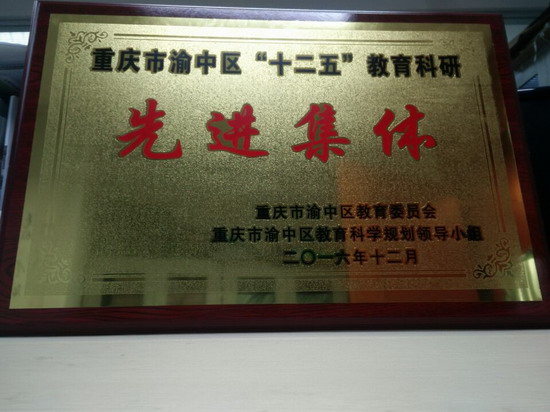 重庆市渝中区“十二五”教育科研
先进集体
重庆市渝中区教育委员会
重庆市渝中区教育科学规划领导小组
二〇一六年十二月